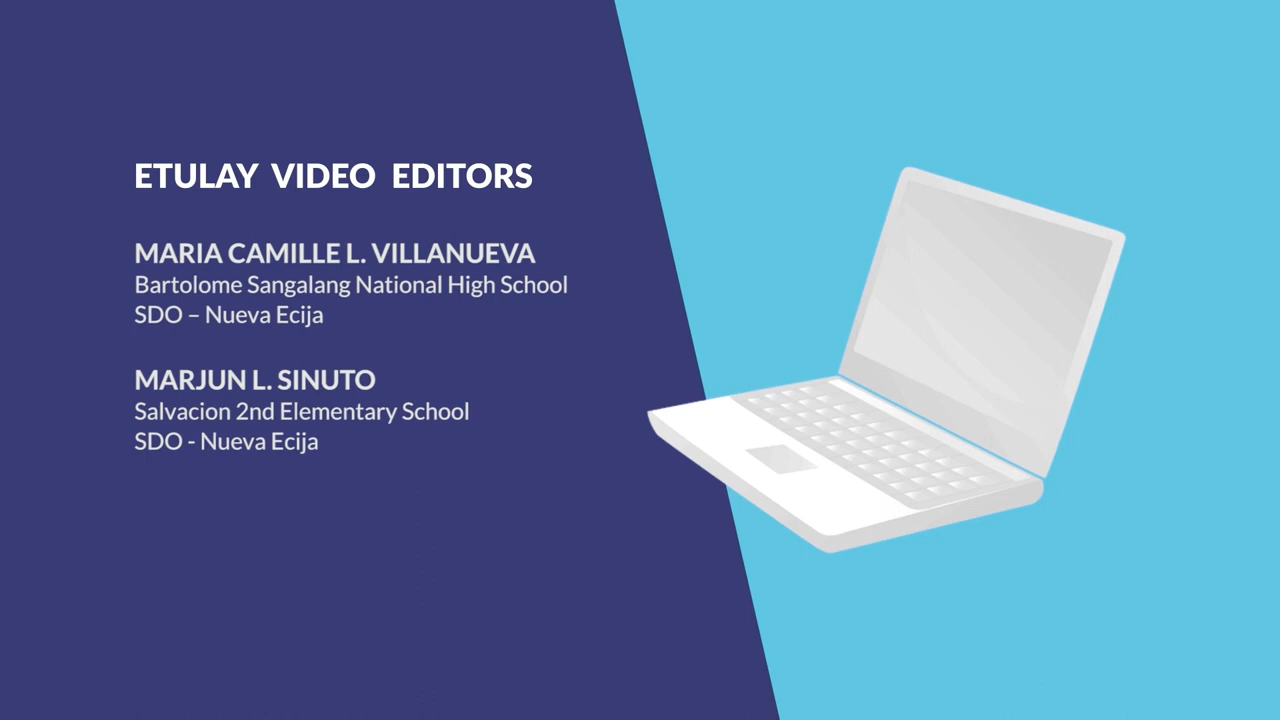 ETULAY VIDEO EDITORS
MARIA CAMILLE L. VILLANUEVA
Bartolome Sangalang National High School
SDO – Nueva Ecija
MARJUN L. SINUTO
Salvacion 2nd Elementary School
SDO - Nueva Ecija